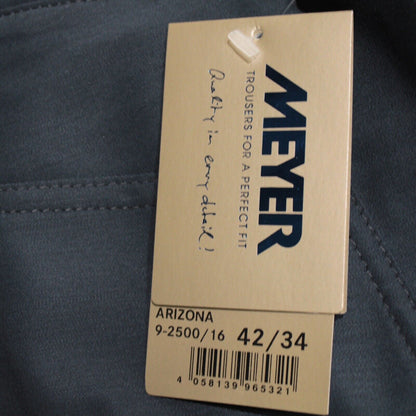 MEYER
TROUSERS FOR A PERFECT FIT
Quality in every detail!
ARIZONA
9-2500/16 42/34
4 058139 965321